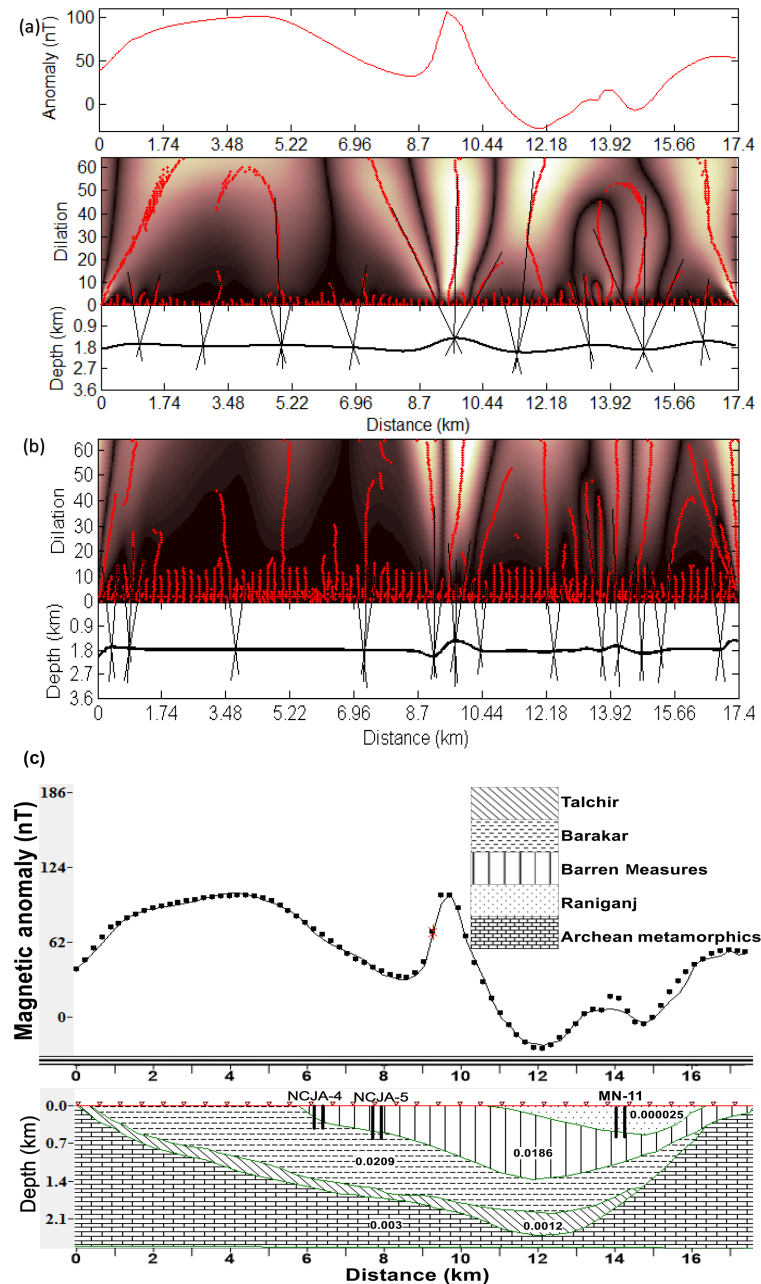 (a)
Anomaly (nT)
100
50
0
0 1.74 3.48 5.22 6.96 8.7 10.44 12.18 13.92 15.66 17.4
Dilation
60
50
40
30
20
10
0
Depth (km)
0.9
1.8
2.7
3.6
0 1.74 3.48 5.22 6.96 8.7 10.44 12.18 13.92 15.66 17.4
Distance (km)
(b)
Dilation
60
50
40
30
20
10
0
Depth (km)
0.9
1.8
2.7
3.6
0 1.74 3.48 5.22 6.96 8.7 10.44 12.18 13.92 15.66 17.4
Distance (km)
(c)
Magnetic anomaly (nT)
186
124
62
0
Talchir
Barakar
Barren Measures
Raniganj
Archean metamorphics
0 2 4 6 8 10 12 14 16
NCJA-4 NCJA-5 MN-11
Depth (km)
0.0
0.7
1.4
2.1
0.000025
0.0186
0.0209
0.003
0.0012
0 2 4 6 8 10 12 14 16
Distance (km)